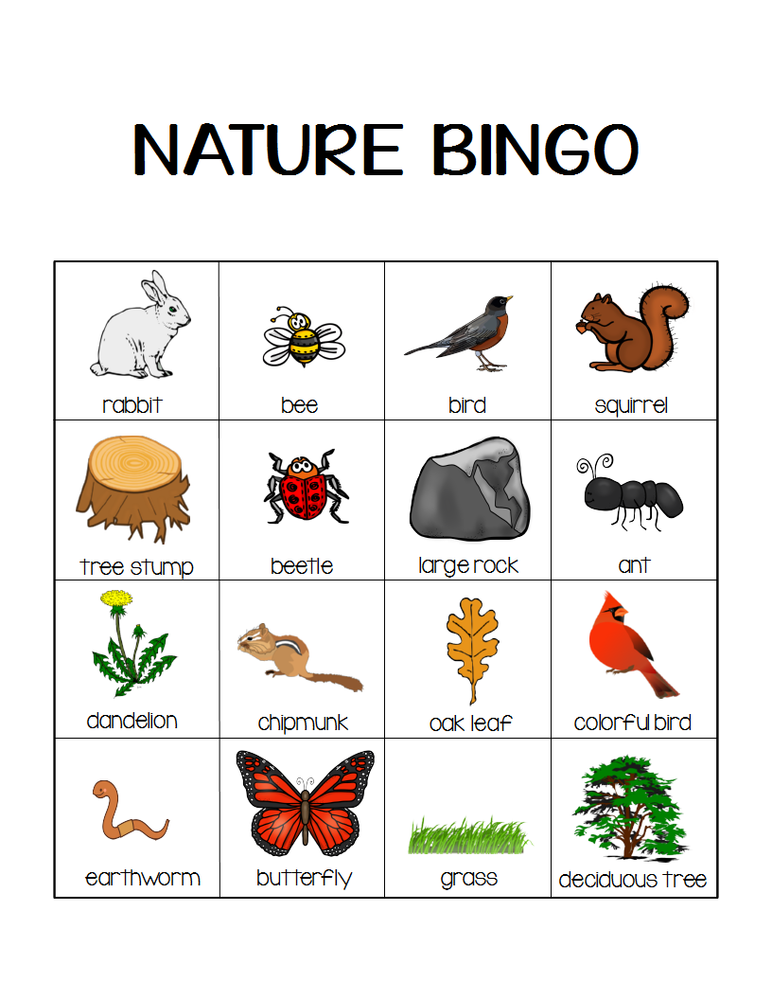 NATURE BINGO
rabbit
bee
bird
squirrel
tree stump
beetle
large rock
ant
dandelion
chipmunk
oak leaf
colorful bird
earthworm
butterfly
grass
deciduous tree